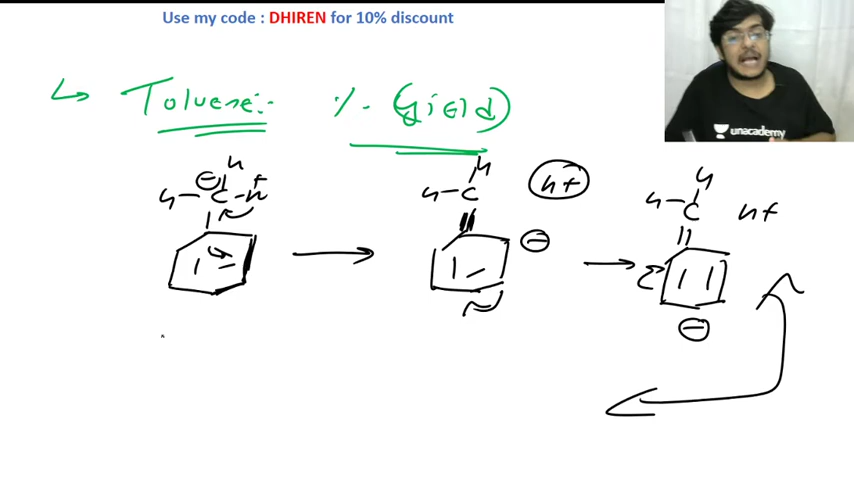 Use my code : DHIREN for 10% discount
unacademy
↳ Toluene:- % (yield)
H H H
H - C - H+ H - C H+ H - C H+
⊖ ⊖ ⊖